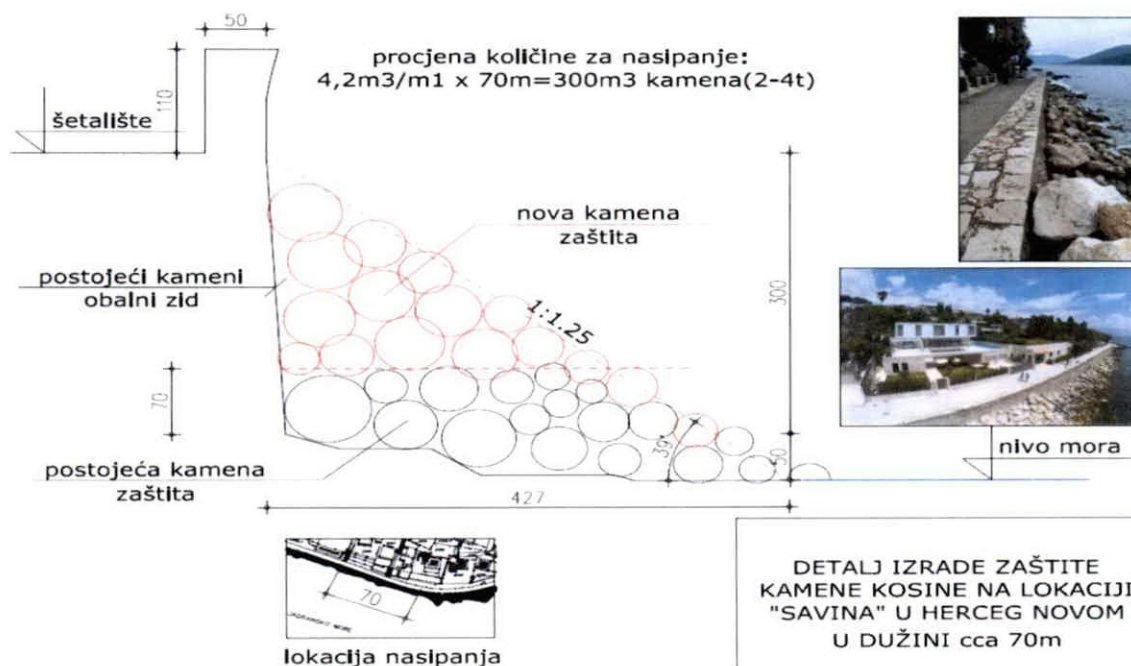 50
procjena količine za nasipanje:
4,2m3/m1 x 70m=300m3 kamena(2-4t)
110
šetalište
nova kamena
zaštita
postojeći kameni
obalni zid
1:1.25
300
70
postojeća kamena
zaštita
39°
50
nivo mora
427
70
lokacija nasipanja
DETALJ IZRADE ZAŠTITE
KAMENE KOSINE NA LOKACIJI
"SAVINA" U HERCEG NOVOM
U DUŽINI cca 70m